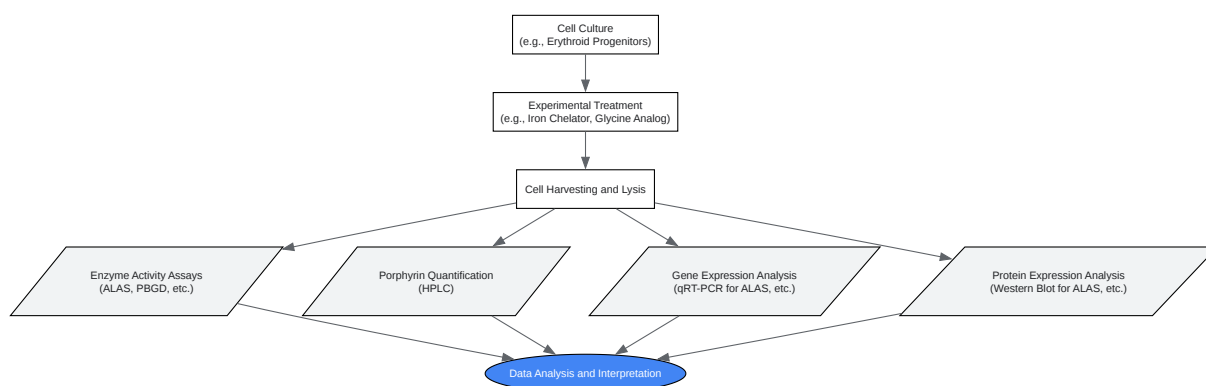 Cell Culture
(e.g., Erythroid Progenitors)
Experimental Treatment
(e.g., Iron Chelator, Glycine Analog)
Cell Harvesting and Lysis
Enzyme Activity Assays
(ALAS, PBGD, etc.)
Porphyrin Quantification
(HPLC)
Gene Expression Analysis
(qRT-PCR for ALAS, etc.)
Protein Expression Analysis
(Western Blot for ALAS, etc.)
Data Analysis and Interpretation